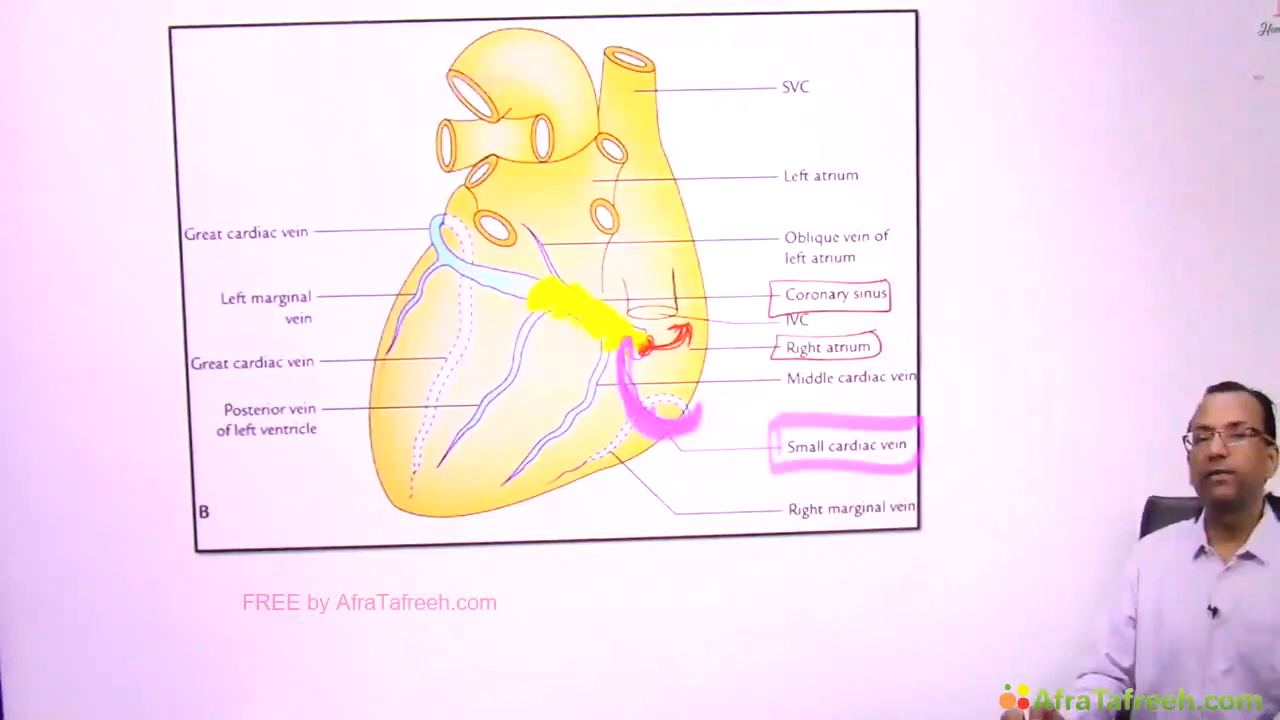 SVC
Left atrium
Great cardiac vein
Oblique vein of
left atrium
Left marginal
vein
Coronary sinus
IVC
Great cardiac vein
Right atrium
Middle cardiac vein
Posterior vein
of left ventricle
Small cardiac vein
Right marginal vein
B
FREE by AfraTafreeh.com
AfraTafreeh.com